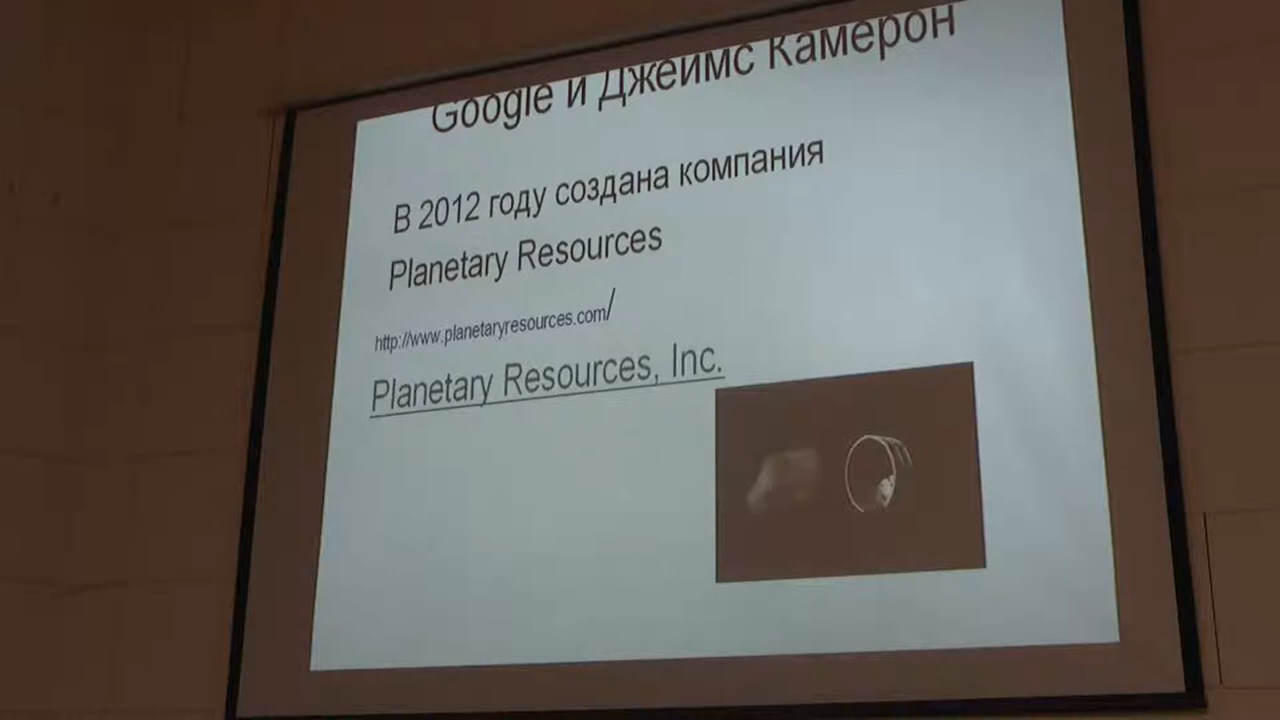 Google и Джеймс Камерон
В 2012 году создана компания
Planetary Resources
http://www.planetaryresources.com/
Planetary Resources, Inc.